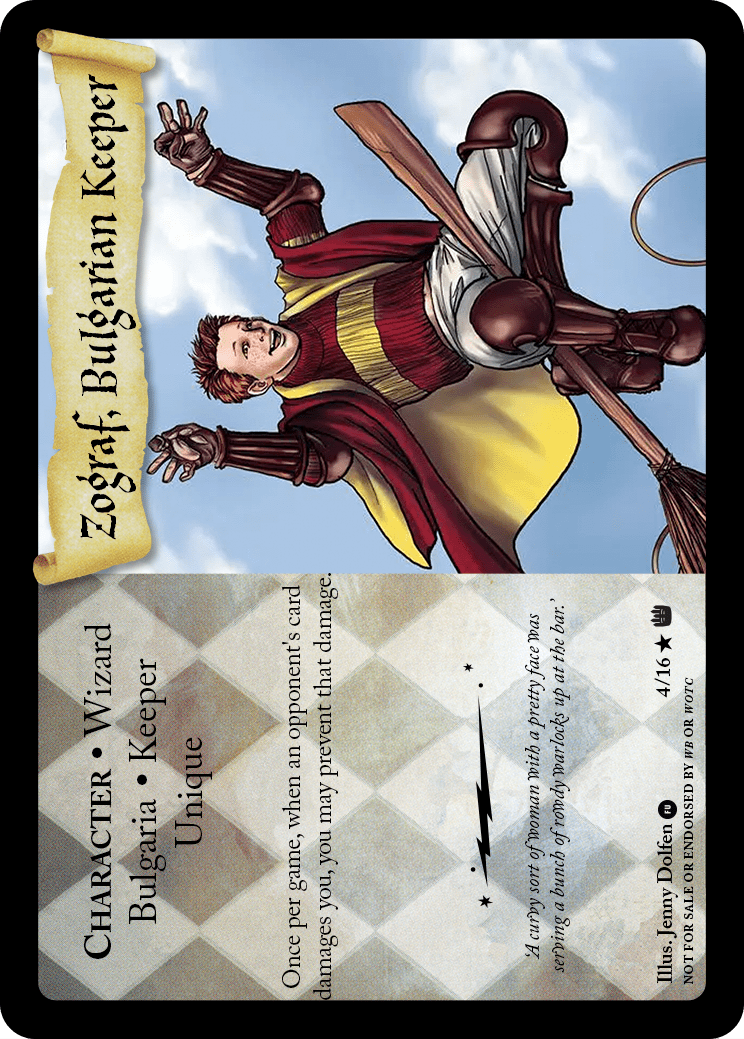 Zograf, Bulgarian Keeper
CHARACTER • Wizard
Bulgaria • Keeper
Unique
Once per game, when an opponent's card
damages you, you may prevent that damage.
'A curvy sort of woman with a pretty face was
serving a bunch of rowdy warlocks up at the bar.'
Illus. Jenny Dolfen FU 4/16 ★
NOT FOR SALE OR ENDORSED BY WB OR WOTC